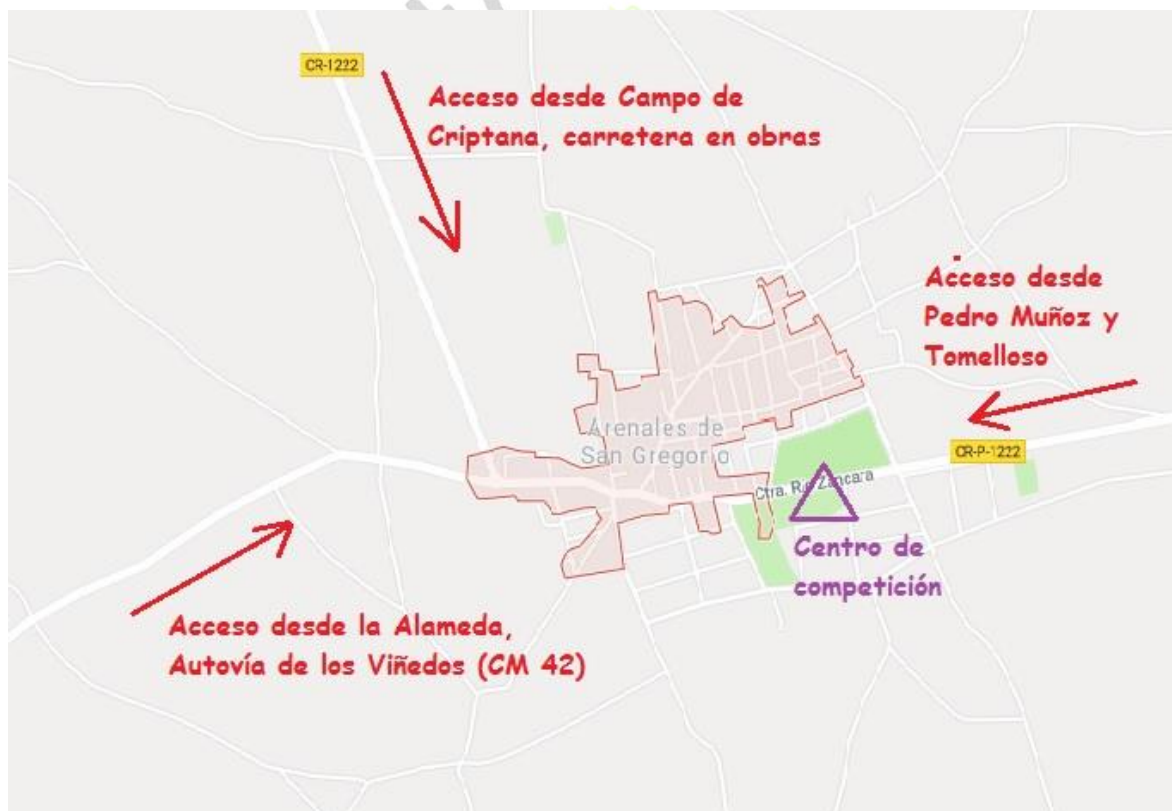 CR-1222
Acceso desde Campo de
Criptana, carretera en obras
Acceso desde
Pedro Muñoz y
Tomelloso
Arenales de
San Gregorio
CR-P-1222
Ctra. Río Záncara
Centro de
competición
Acceso desde la Alameda,
Autovía de los Viñedos (CM 42)